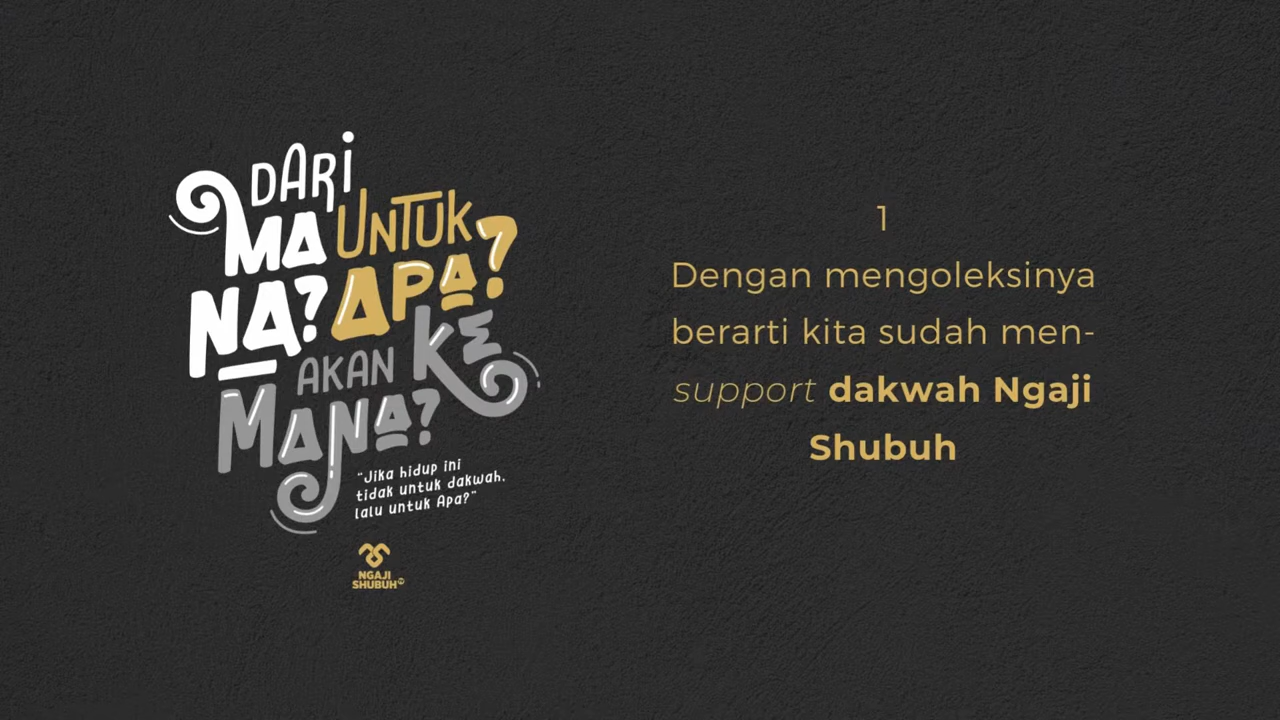 DARI
MA UNTUK
NA? APA?
AKAN KE
MANA?
"Jika hidup ini
tidak untuk dakwah.
lalu untuk Apa?"
NGAJI
SHUBUH
1
Dengan mengoleksinya
berarti kita sudah men-
support dakwah Ngaji
Shubuh